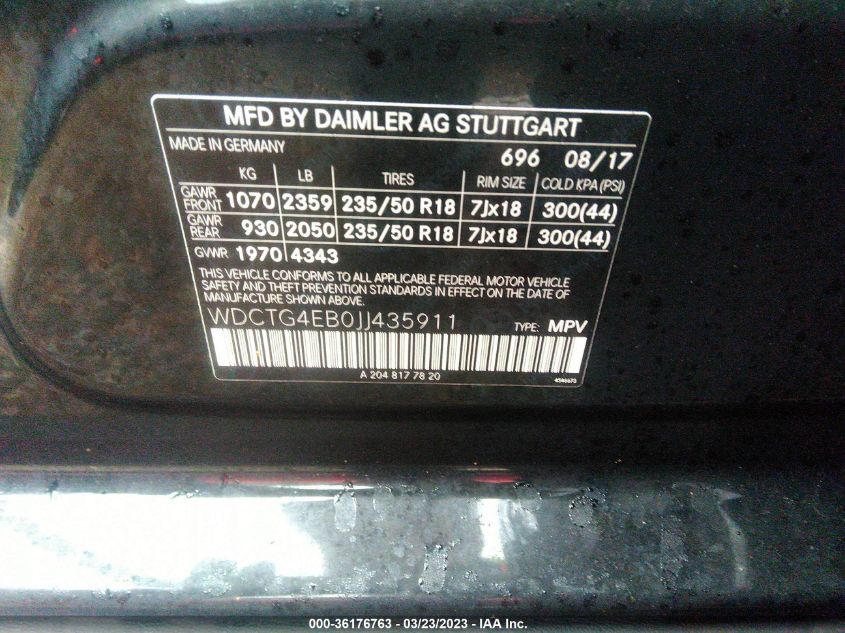 MFD BY DAIMLER AG STUTTGART
MADE IN GERMANY 696 08/17
KG LB TIRES RIM SIZE COLD KPA (PSI)
GAWR FRONT 1070 2359 235/50 R18 7Jx18 300(44)
GAWR REAR 930 2050 235/50 R18 7Jx18 300(44)
GVWR 1970 4343
THIS VEHICLE CONFORMS TO ALL APPLICABLE FEDERAL MOTOR VEHICLE
SAFETY AND THEFT PREVENTION STANDARDS IN EFFECT ON THE DATE OF
MANUFACTURE SHOWN ABOVE.
WDCTG4EB0JJ435911 TYPE: MPV
A 204 817 78 20
000-36176763 - 03/23/2023 - IAA Inc.